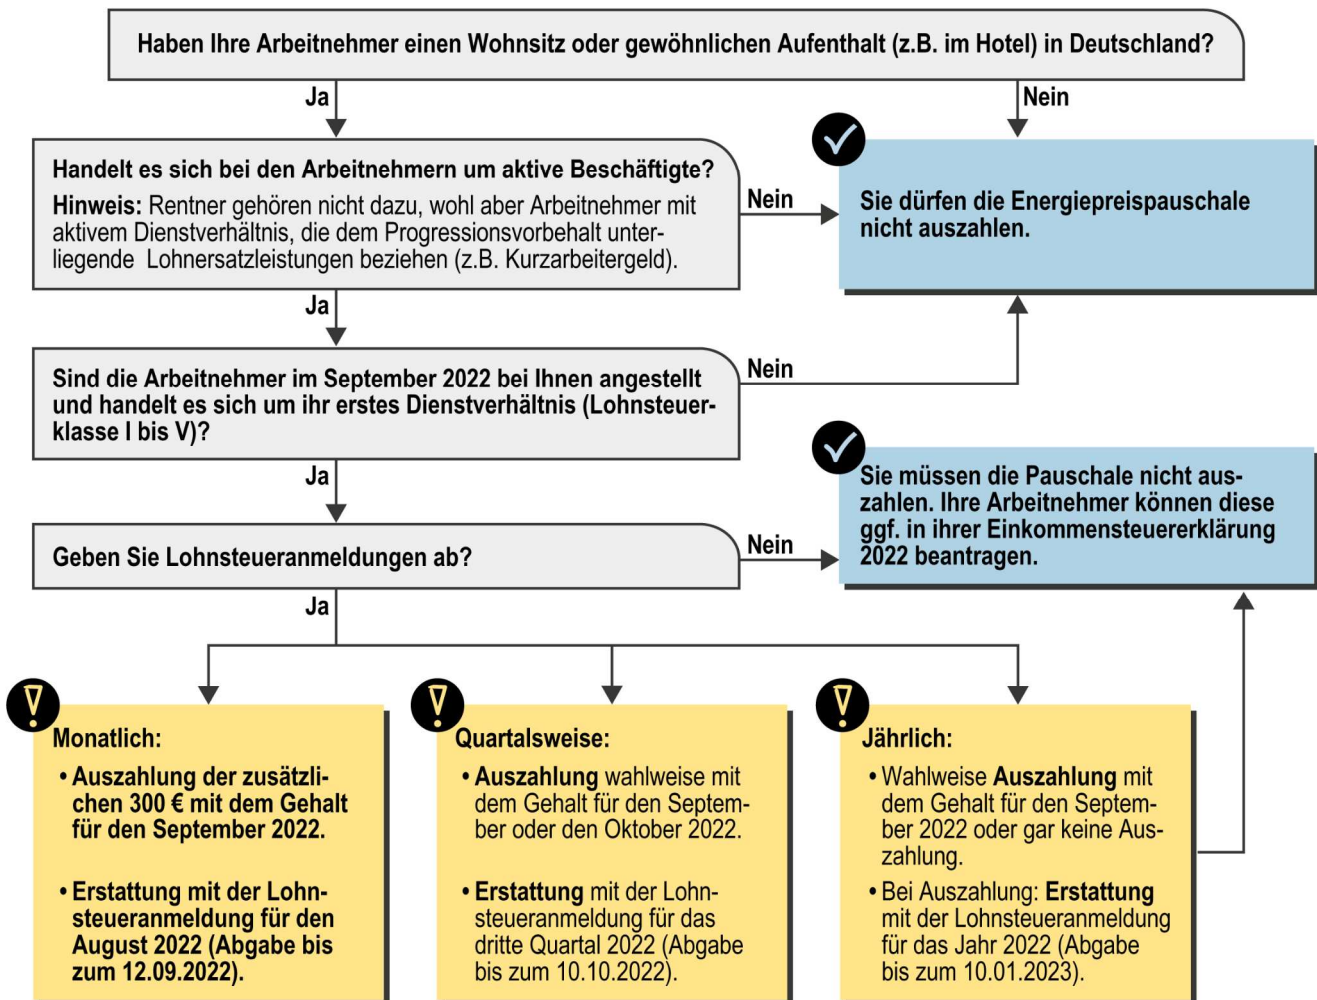 Haben Ihre Arbeitnehmer einen Wohnsitz oder gewöhnlichen Aufenthalt (z.B. im Hotel) in Deutschland?
Ja
Nein
Handelt es sich bei den Arbeitnehmern um aktive Beschäftigte?
Hinweis: Rentner gehören nicht dazu, wohl aber Arbeitnehmer mit
aktivem Dienstverhältnis, die dem Progressionsvorbehalt unter-
liegende Lohnersatzleistungen beziehen (z.B. Kurzarbeitergeld).
Nein
Sie dürfen die Energiepreispauschale
nicht auszahlen.
Ja
Sind die Arbeitnehmer im September 2022 bei Ihnen angestellt
und handelt es sich um ihr erstes Dienstverhältnis (Lohnsteuer-
klasse I bis V)?
Nein
Ja
Sie müssen die Pauschale nicht aus-
zahlen. Ihre Arbeitnehmer können diese
ggf. in ihrer Einkommensteuererklärung
2022 beantragen.
Geben Sie Lohnsteueranmeldungen ab?
Nein
Ja
Monatlich:
• Auszahlung der zusätzli-
chen 300 € mit dem Gehalt
für den September 2022.
• Erstattung mit der Lohn-
steueranmeldung für den
August 2022 (Abgabe bis
zum 12.09.2022).
Quartalsweise:
• Auszahlung wahlweise mit
dem Gehalt für den Septem-
ber oder den Oktober 2022.
• Erstattung mit der Lohn-
steueranmeldung für das
dritte Quartal 2022 (Abgabe
bis zum 10.10.2022).
Jährlich:
• Wahlweise Auszahlung mit
dem Gehalt für den Septem-
ber 2022 oder gar keine Aus-
zahlung.
• Bei Auszahlung: Erstattung
mit der Lohnsteueranmeldung
für das Jahr 2022 (Abgabe
bis zum 10.01.2023).